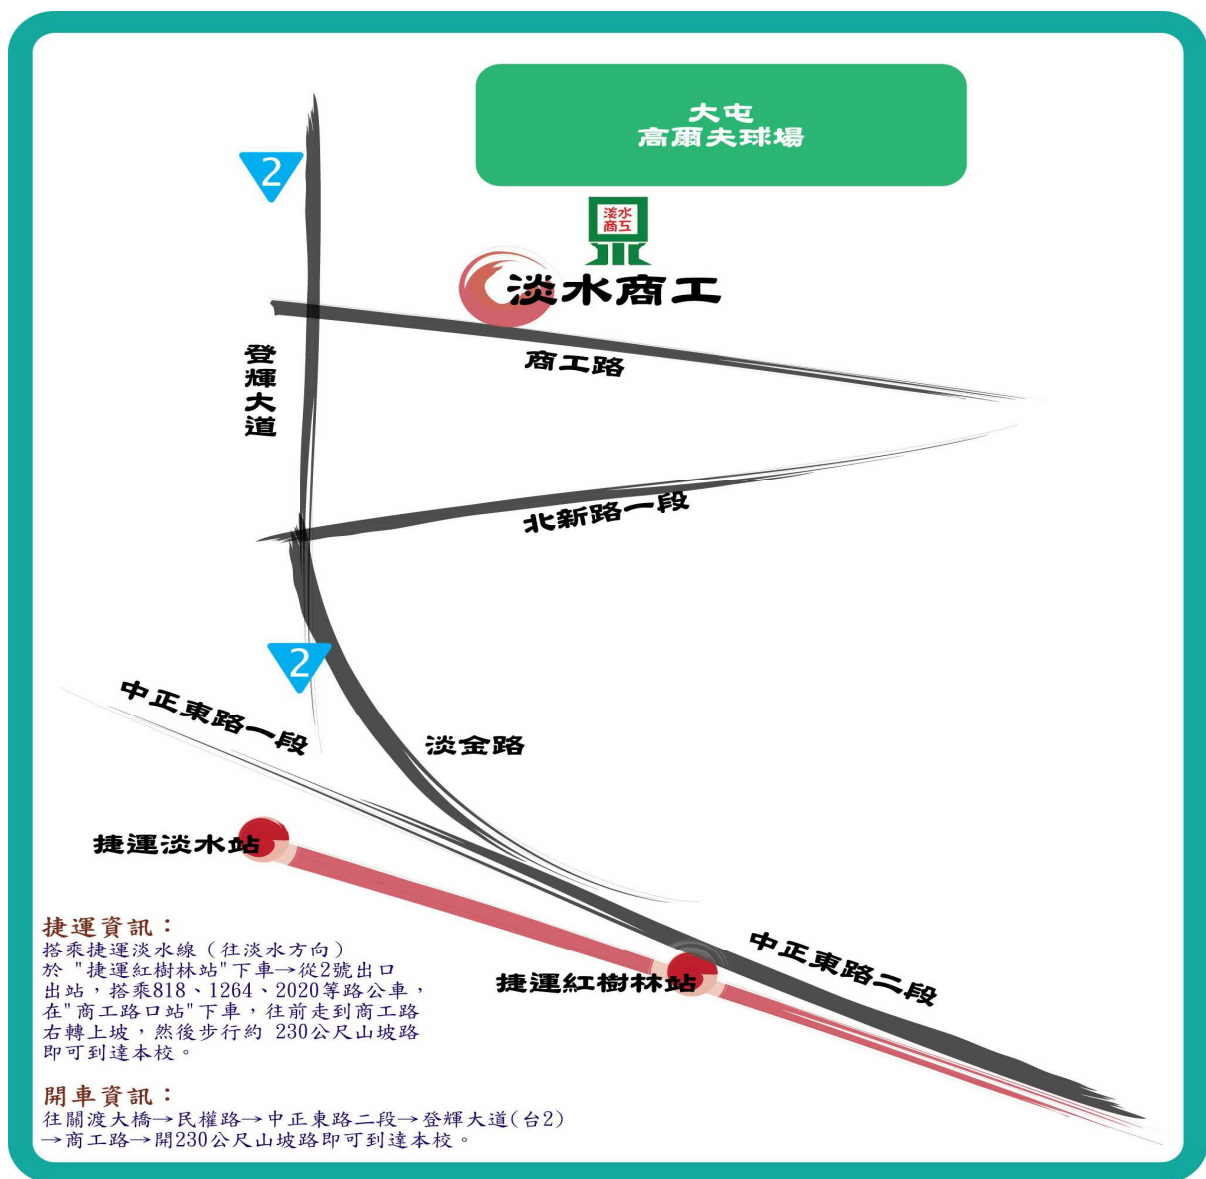 大屯
高爾夫球場
2
淡水
商工
淡水商工
商工路
登輝大道
北新路一段
2
中正東路一段
淡金路
捷運淡水站
中正東路二段
捷運紅樹林站
捷運資訊：
搭乘捷運淡水線（往淡水方向）
於 "捷運紅樹林站"下車→從2號出口
出站，搭乘818、1264、2020等路公車，
在"商工路口站"下車，往前走到商工路
右轉上坡，然後步行約 230公尺山坡路
即可到達本校。
開車資訊：
往關渡大橋→民權路→中正東路二段→登輝大道(台2)
→商工路→開230公尺山坡路即可到達本校。